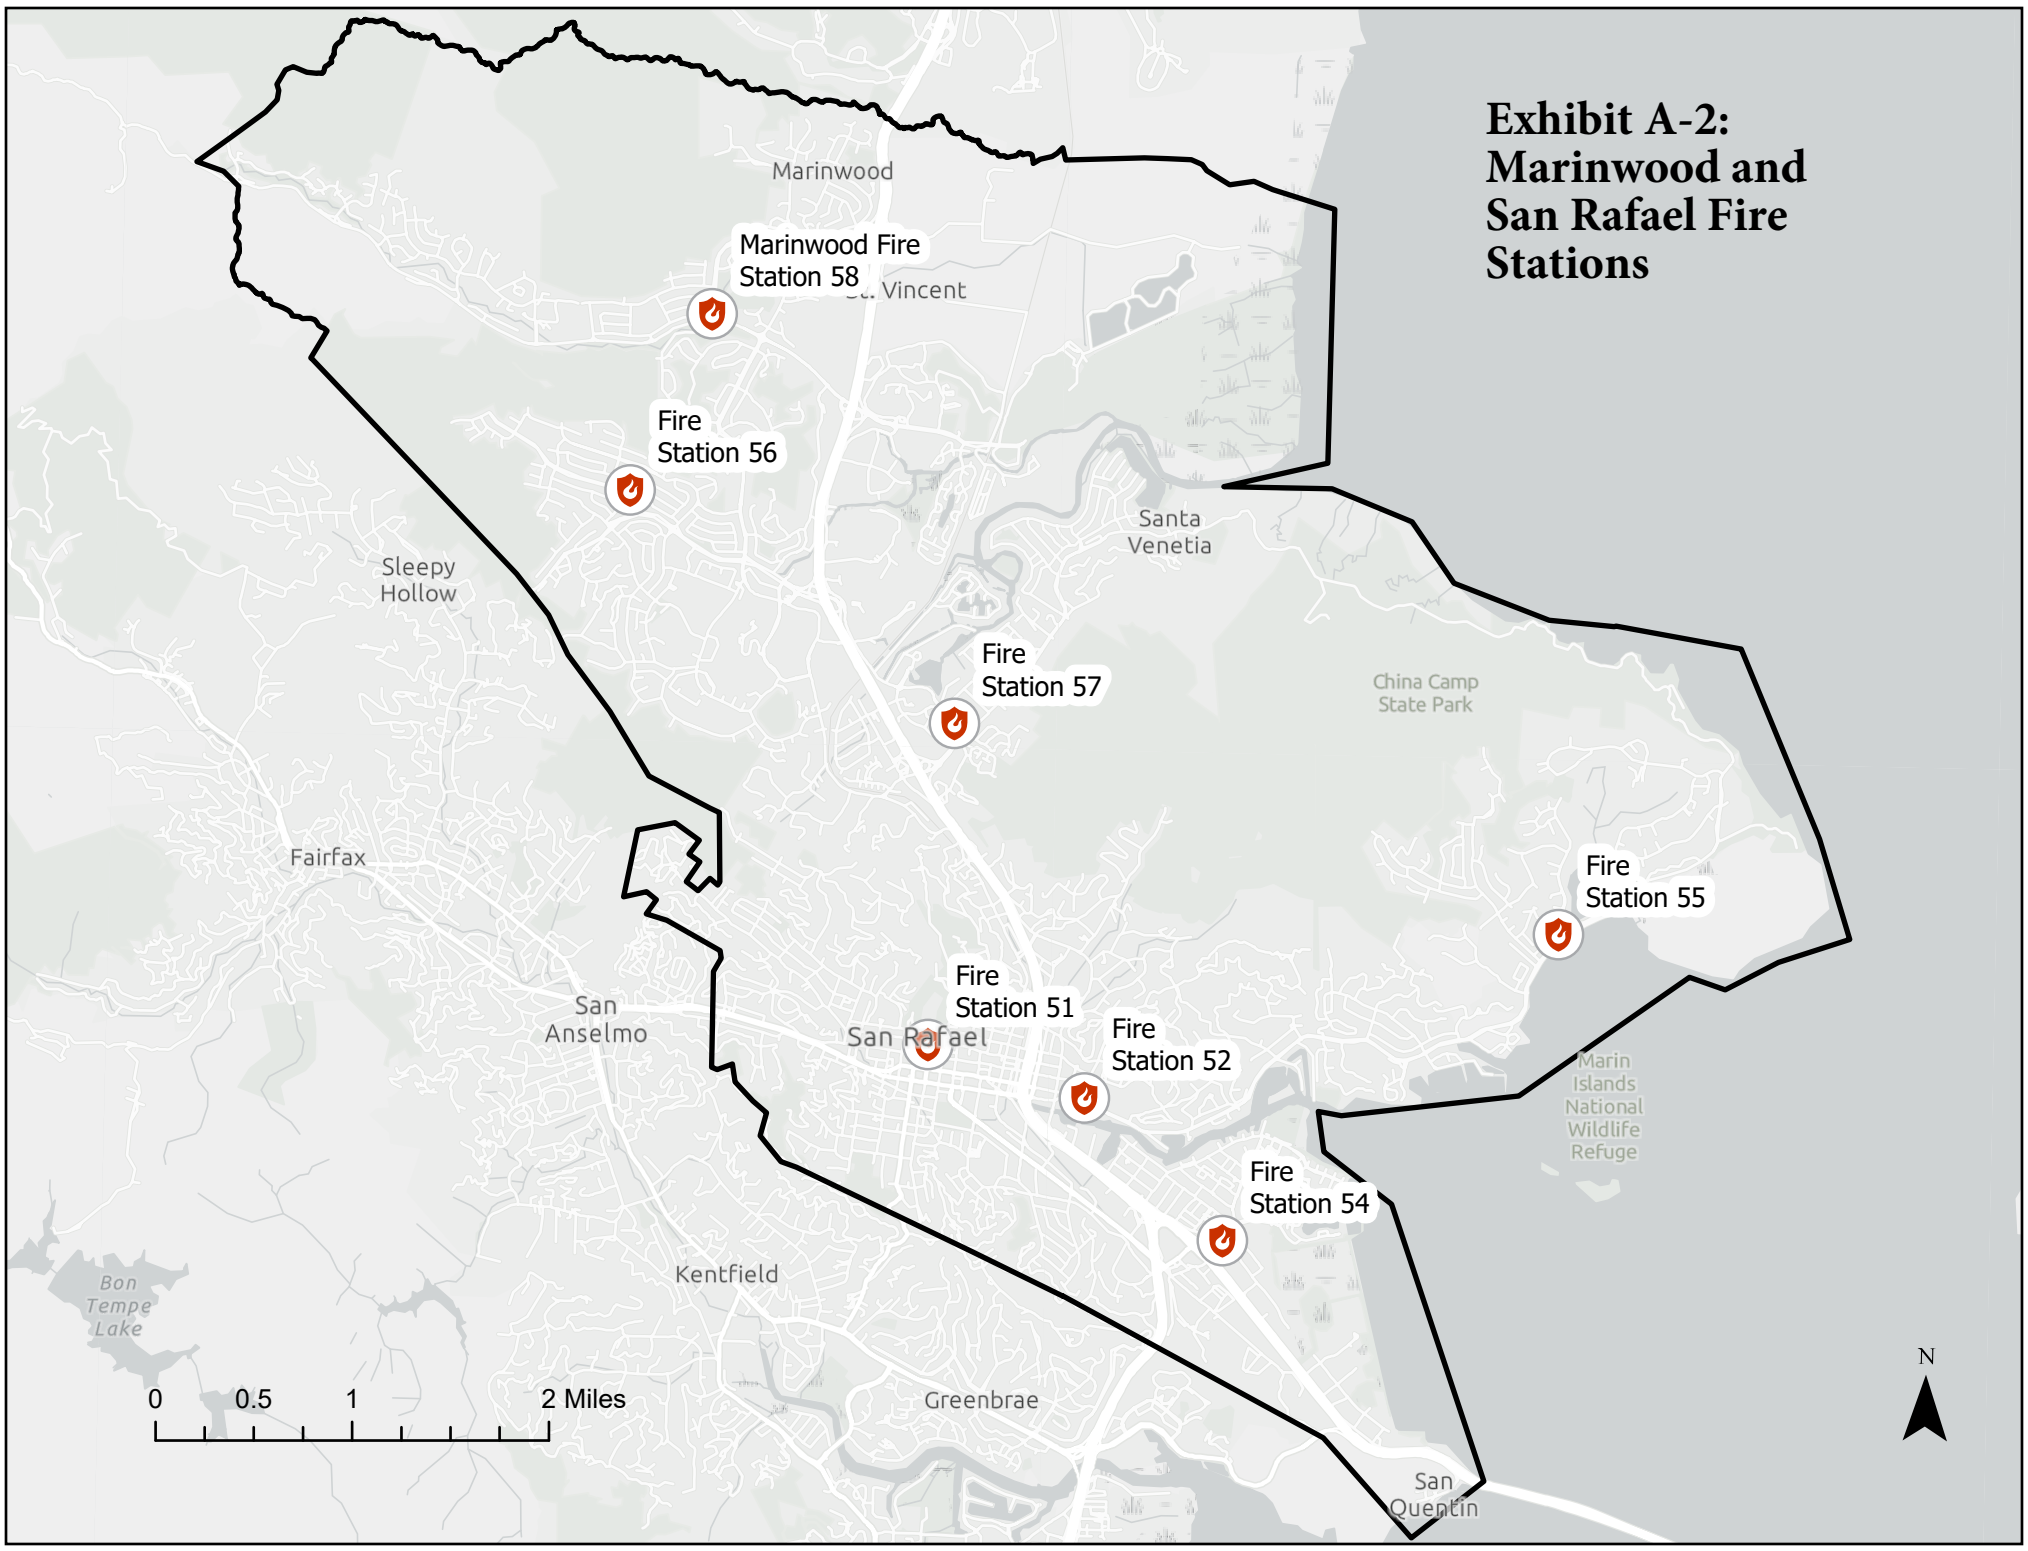 Exhibit A-2:
Marinwood and
San Rafael Fire
Stations
Marinwood
Marinwood Fire
Station 58
St. Vincent
Fire
Station 56
Santa
Venetia
Sleepy
Hollow
Fire
Station 57
China Camp
State Park
Fairfax
Fire
Station 55
San
Anselmo
Fire
Station 51
San Rafael
Fire
Station 52
Marin
Islands
National
Wildlife
Refuge
Fire
Station 54
Kentfield
Bon
Tempe
Lake
Greenbrae
San
Quentin
0 0.5 1 2 Miles
N